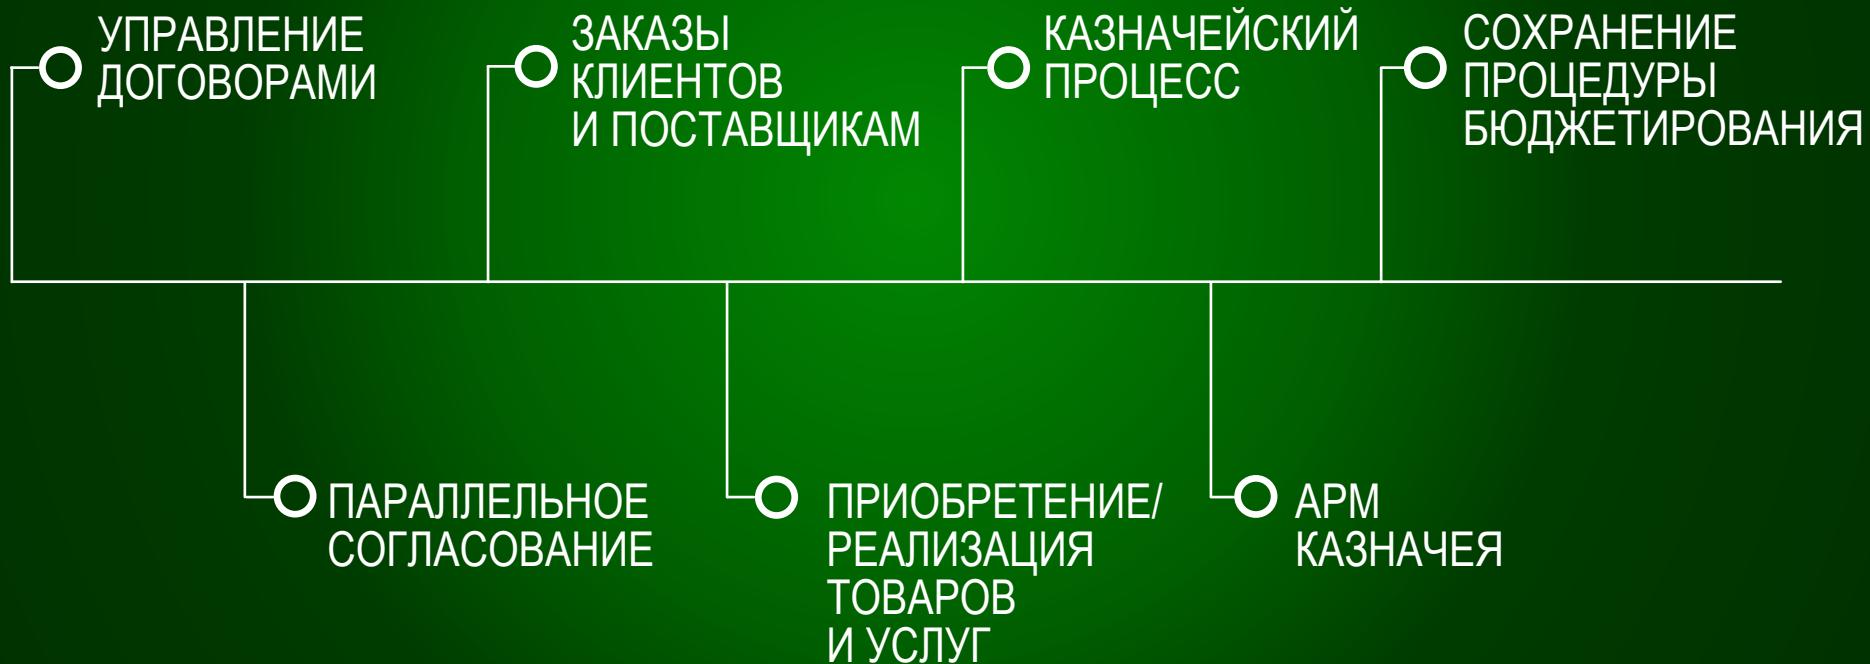 УПРАВЛЕНИЕ
ДОГОВОРАМИ
ЗАКАЗЫ
КЛИЕНТОВ
И ПОСТАВЩИКАМ
КАЗНАЧЕЙСКИЙ
ПРОЦЕСС
СОХРАНЕНИЕ
ПРОЦЕДУРЫ
БЮДЖЕТИРОВАНИЯ
ПАРАЛЛЕЛЬНОЕ
СОГЛАСОВАНИЕ
ПРИОБРЕТЕНИЕ/
РЕАЛИЗАЦИЯ
ТОВАРОВ
И УСЛУГ
АРМ
КАЗНАЧЕЯ